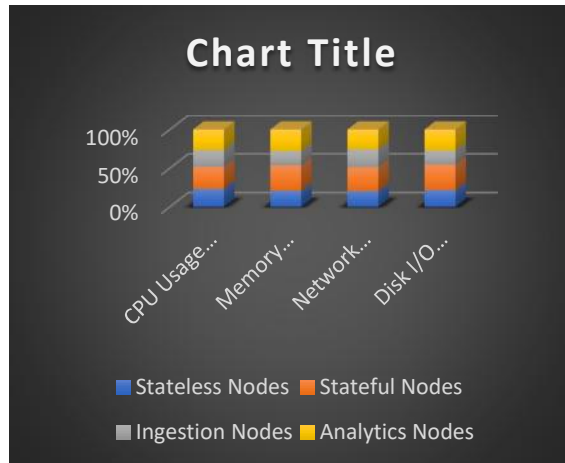 Chart Title
100%
50%
0%
CPU Usage...
Memory...
Network...
Disk I/O...
Stateless Nodes
Stateful Nodes
Ingestion Nodes
Analytics Nodes